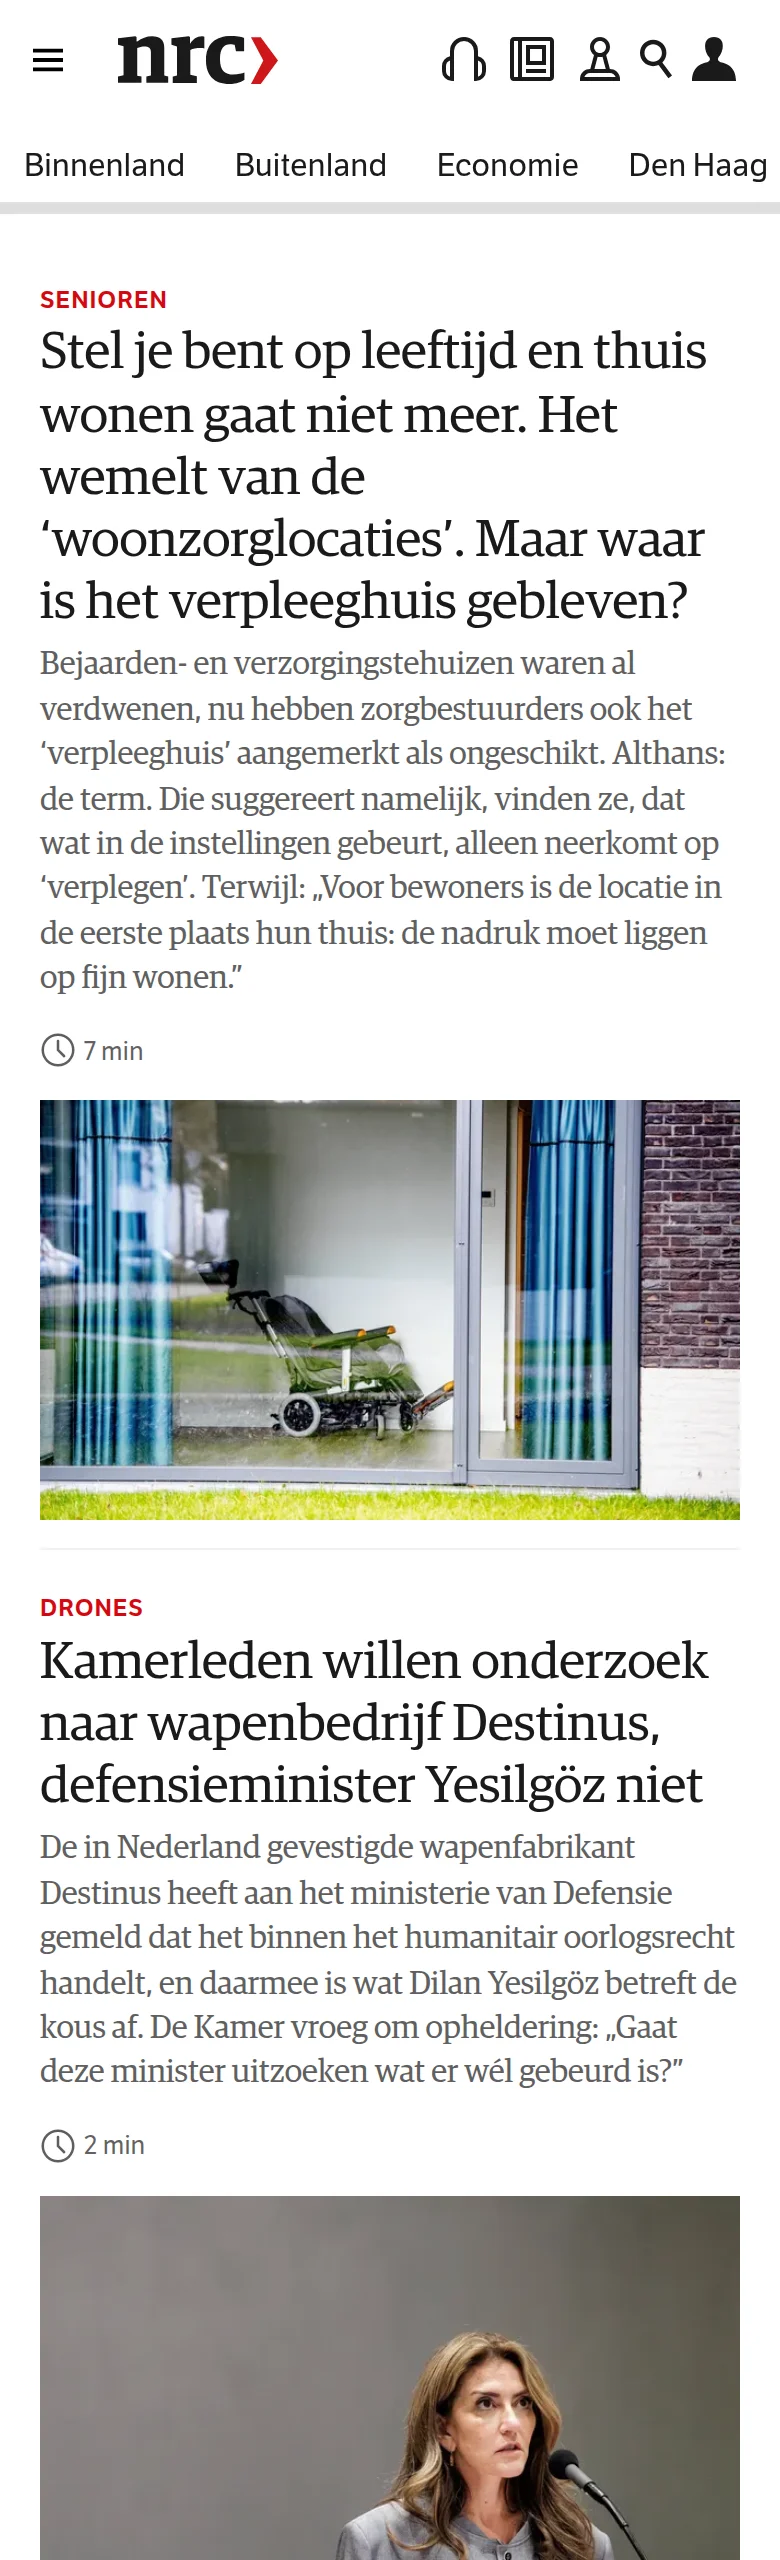 nrc
Binnenland Buitenland Economie Den Haag
SENIOREN
Stel je bent op leeftijd en thuis
wonen gaat niet meer. Het
wemelt van de
‘woonzorglocaties’. Maar waar
is het verpleeghuis gebleven?
Bejaarden- en verzorgingstehuizen waren al
verdwenen, nu hebben zorgbestuurders ook het
‘verpleeghuis’ aangemerkt als ongeschikt. Althans:
de term. Die suggereert namelijk, vinden ze, dat
wat in de instellingen gebeurt, alleen neerkomt op
‘verplegen’. Terwijl: „Voor bewoners is de locatie in
de eerste plaats hun thuis: de nadruk moet liggen
op fijn wonen.”
7 min
DRONES
Kamerleden willen onderzoek
naar wapenbedrijf Destinus,
defensieminister Yesilgöz niet
De in Nederland gevestigde wapenfabrikant
Destinus heeft aan het ministerie van Defensie
gemeld dat het binnen het humanitair oorlogsrecht
handelt, en daarmee is wat Dilan Yesilgöz betreft de
kous af. De Kamer vroeg om opheldering: „Gaat
deze minister uitzoeken wat er wél gebeurd is?”
2 min